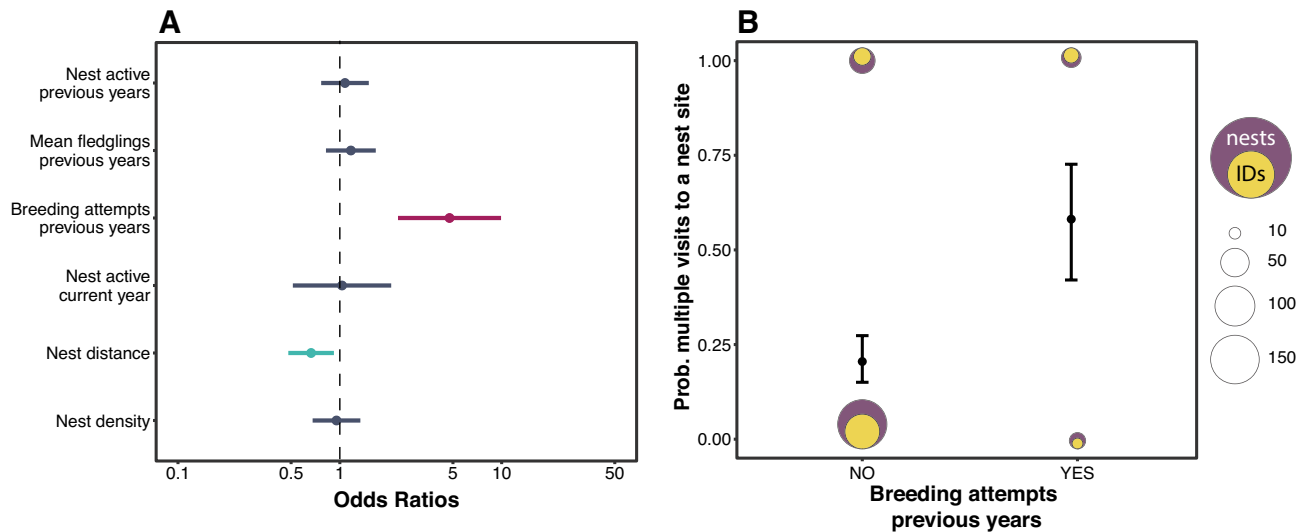 A
Nest active
previous years
Mean fledglings
previous years
Breeding attempts
previous years
Nest active
current year
Nest distance
Nest density
0.1
0.5
1
5
10
50
Odds Ratios
B
Prob. multiple visits to a nest site
1.00
0.75
0.50
0.25
0.00
NO
YES
Breeding attempts
previous years
nests
IDs
10
50
100
150